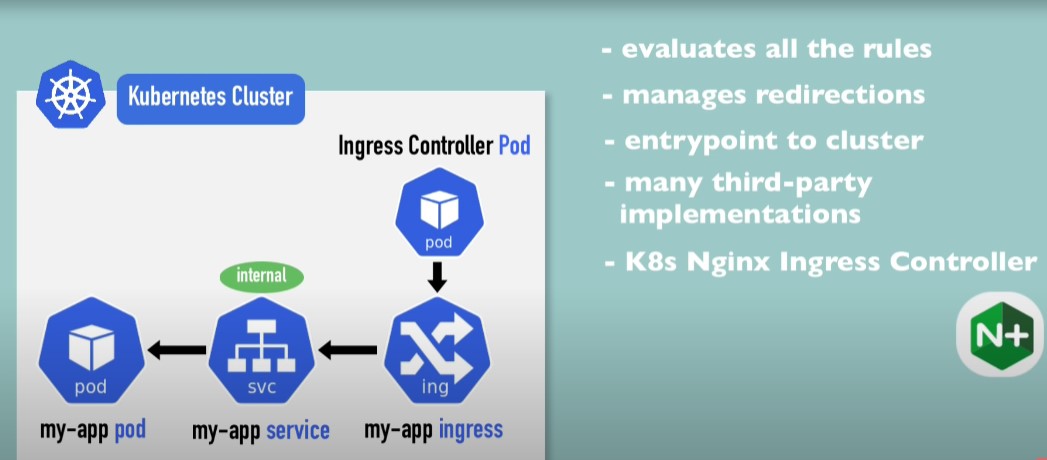 Kubernetes Cluster
Ingress Controller Pod
pod
internal
pod
svc
ing
my-app pod
my-app service
my-app ingress
- evaluates all the rules
- manages redirections
- entrypoint to cluster
- many third-party
implementations
- K8s Nginx Ingress Controller
N+